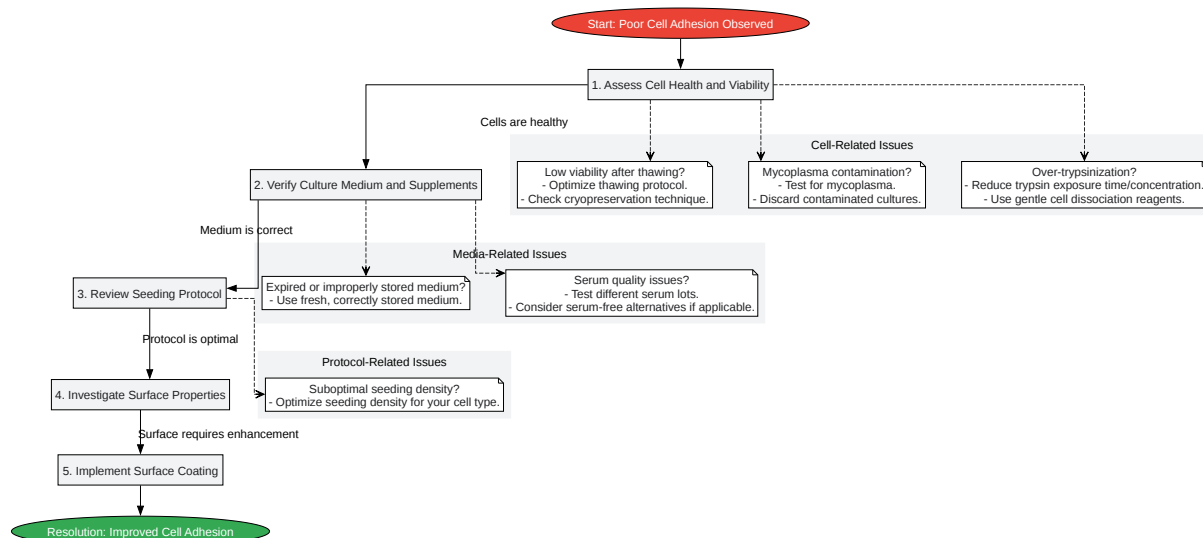 Start: Poor Cell Adhesion Observed
1. Assess Cell Health and Viability
Cells are healthy
Cell-Related Issues
Low viability after thawing?
- Optimize thawing protocol.
- Check cryopreservation technique.
Mycoplasma contamination?
- Test for mycoplasma.
- Discard contaminated cultures.
Over-trypsinization?
- Reduce trypsin exposure time/concentration.
- Use gentle cell dissociation reagents.
2. Verify Culture Medium and Supplements
Medium is correct
Media-Related Issues
Expired or improperly stored medium?
- Use fresh, correctly stored medium.
Serum quality issues?
- Test different serum lots.
- Consider serum-free alternatives if applicable.
3. Review Seeding Protocol
Protocol is optimal
Protocol-Related Issues
Suboptimal seeding density?
- Optimize seeding density for your cell type.
4. Investigate Surface Properties
Surface requires enhancement
5. Implement Surface Coating
Resolution: Improved Cell Adhesion